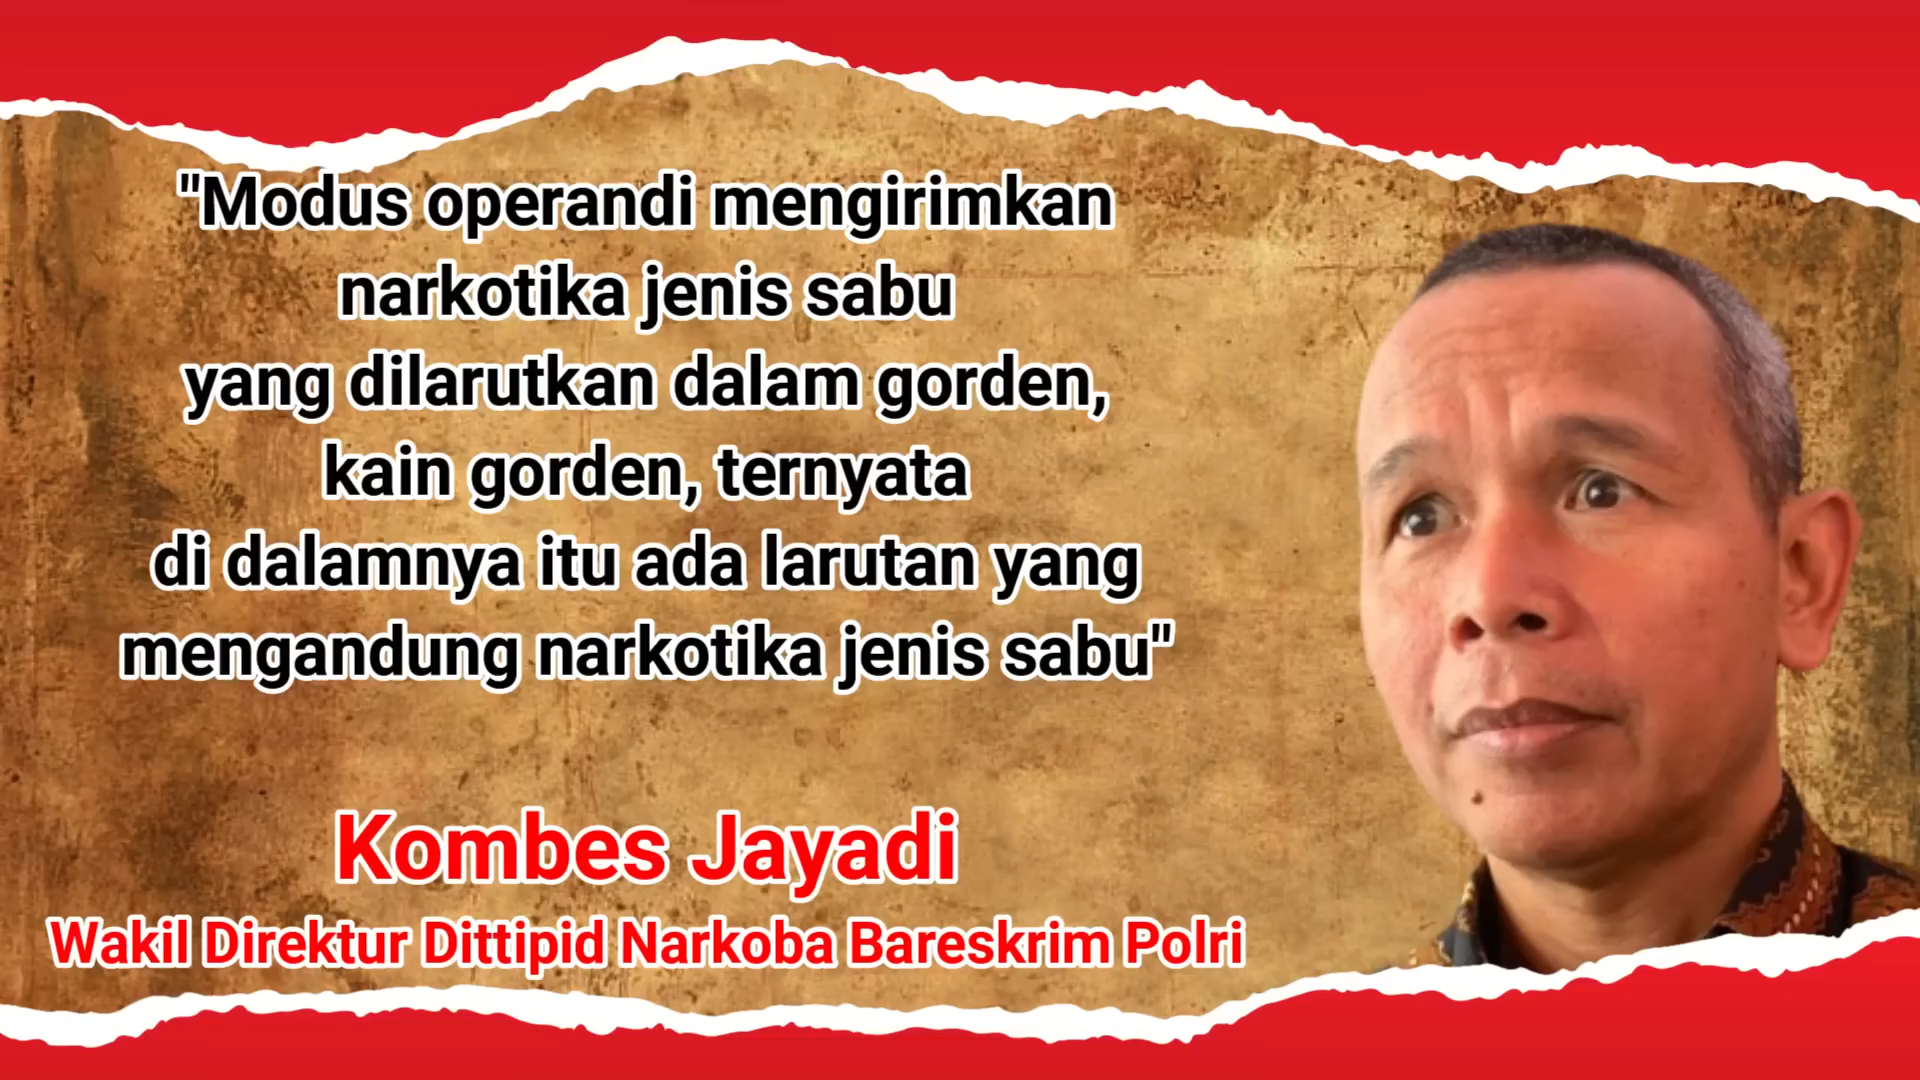 "Modus operandi mengirimkan
narkotika jenis sabu
yang dilarutkan dalam gorden,
kain gorden, ternyata
di dalamnya itu ada larutan yang
mengandung narkotika jenis sabu"
Kombes Jayadi
Wakil Direktur Dittipid Narkoba Bareskrim Polri